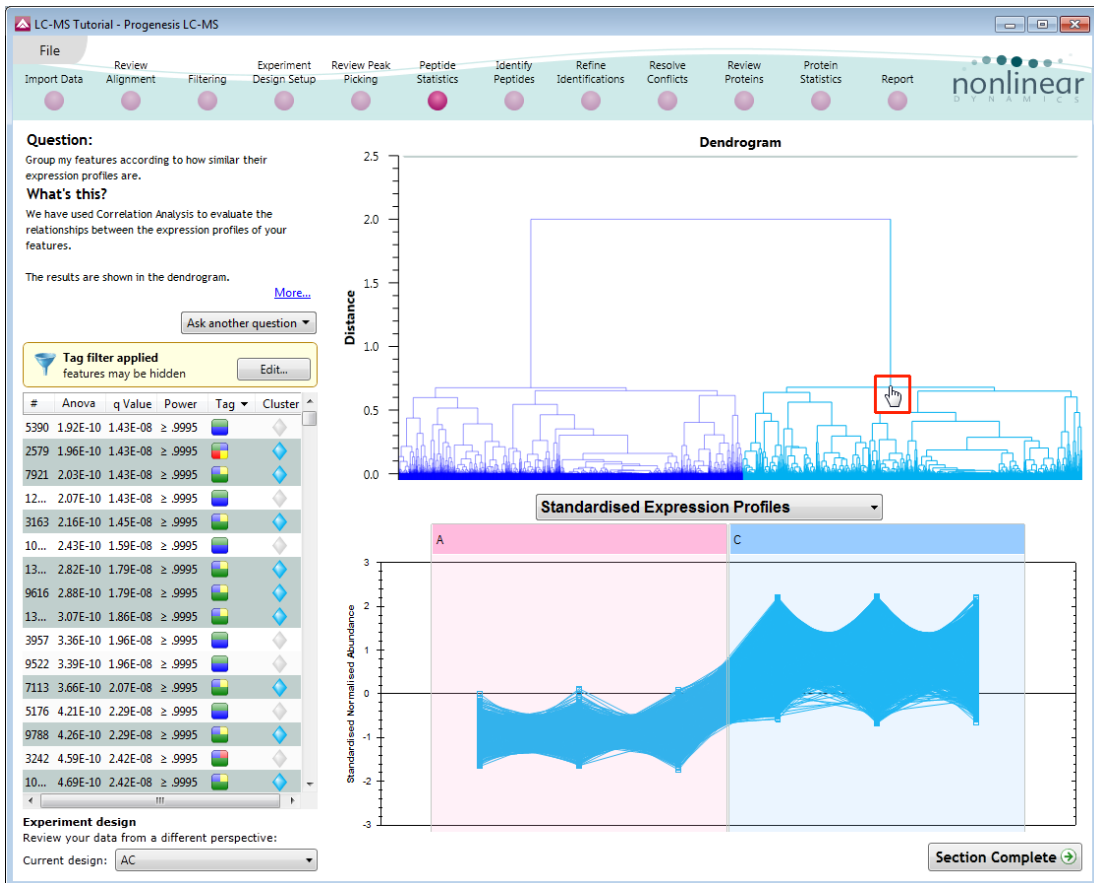 LC-MS Tutorial - Progenesis LC-MS
File
Import Data
Review
Alignment
Filtering
Experiment
Design Setup
Review Peak
Picking
Peptide
Statistics
Identify
Peptides
Refine
Identifications
Resolve
Conflicts
Review
Proteins
Protein
Statistics
Report
nonlinear
DYNAMICS
Question:
Group my features according to how similar their
expression profiles are.
What's this?
We have used Correlation Analysis to evaluate the
relationships between the expression profiles of your
features.
The results are shown in the dendrogram.
More...
Ask another question
Tag filter applied
features may be hidden
Edit...
# Anova q Value Power Tag Cluster
5390 1.92E-10 1.43E-08 ≥ .9995
2579 1.96E-10 1.43E-08 ≥ .9995
7921 2.03E-10 1.43E-08 ≥ .9995
12... 2.07E-10 1.43E-08 ≥ .9995
3163 2.16E-10 1.45E-08 ≥ .9995
10... 2.43E-10 1.59E-08 ≥ .9995
13... 2.82E-10 1.79E-08 ≥ .9995
9616 2.88E-10 1.79E-08 ≥ .9995
13... 3.07E-10 1.86E-08 ≥ .9995
3957 3.36E-10 1.96E-08 ≥ .9995
9522 3.39E-10 1.96E-08 ≥ .9995
7113 3.66E-10 2.07E-08 ≥ .9995
5176 4.21E-10 2.29E-08 ≥ .9995
9788 4.26E-10 2.29E-08 ≥ .9995
3242 4.59E-10 2.42E-08 ≥ .9995
10... 4.69E-10 2.42E-08 ≥ .9995
Experiment design
Review your data from a different perspective:
Current design: AC
Dendrogram
Distance
2.5
2.0
1.5
1.0
0.5
0.0
Standardised Expression Profiles
A
C
Standardised Normalised Abundance
3
2
1
0
-1
-2
-3
Section Complete